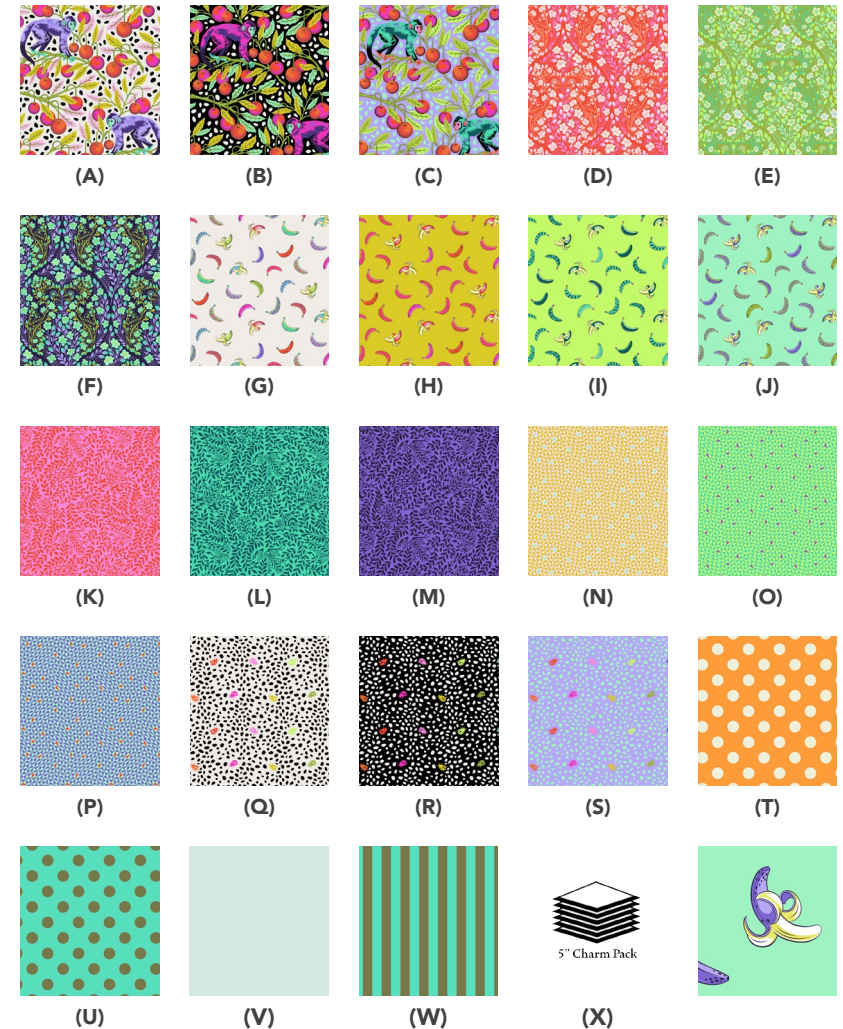 (A) (B) (C) (D) (E)
(F) (G) (H) (I) (J)
(K) (L) (M) (N) (O)
(P) (Q) (R) (S) (T)
5" Charm Pack
(U) (V) (W) (X)